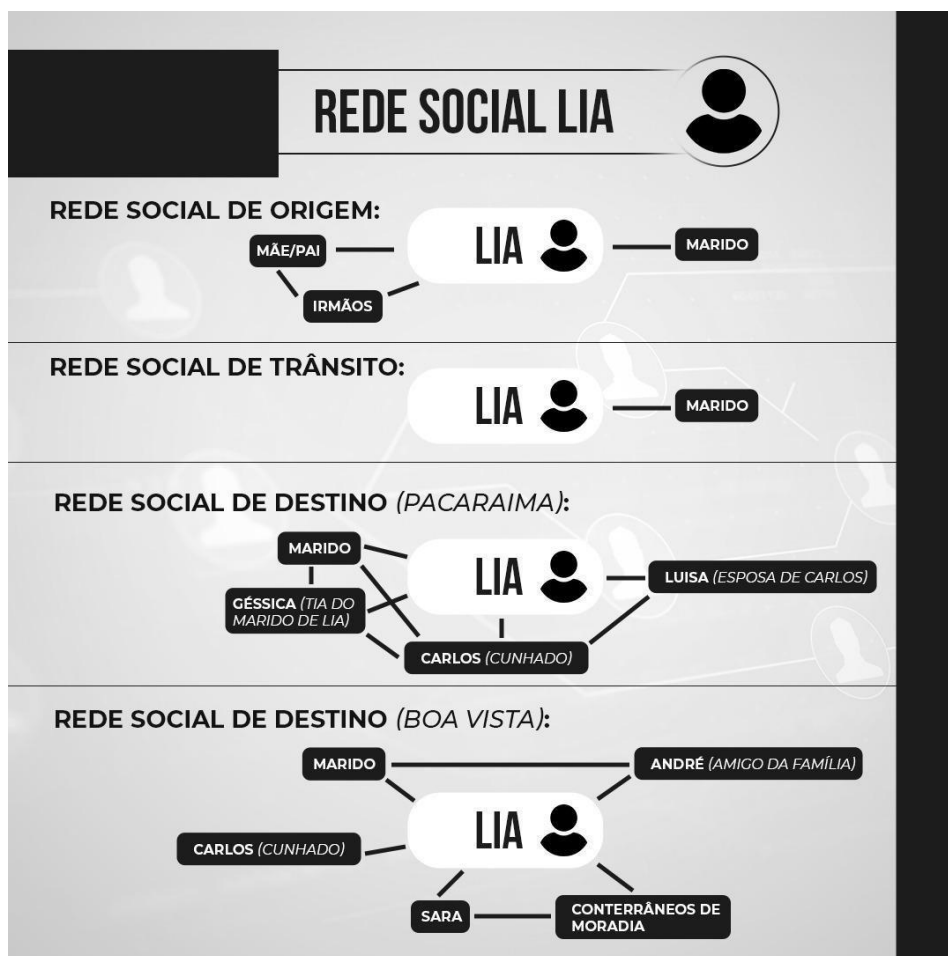 REDE SOCIAL LIA
REDE SOCIAL DE ORIGEM:
MÃE/PAI
LIA
MARIDO
IRMÃOS
REDE SOCIAL DE TRÂNSITO:
LIA
MARIDO
REDE SOCIAL DE DESTINO (PACARAIMA):
MARIDO
LIA
LUISA (ESPOSA DE CARLOS)
GÉSSICA (TIA DO
MARIDO DE LIA)
CARLOS (CUNHADO)
REDE SOCIAL DE DESTINO (BOA VISTA):
MARIDO
ANDRÉ (AMIGO DA FAMÍLIA)
LIA
CARLOS (CUNHADO)
SARA
CONTERRÂNEOS DE
MORADIA